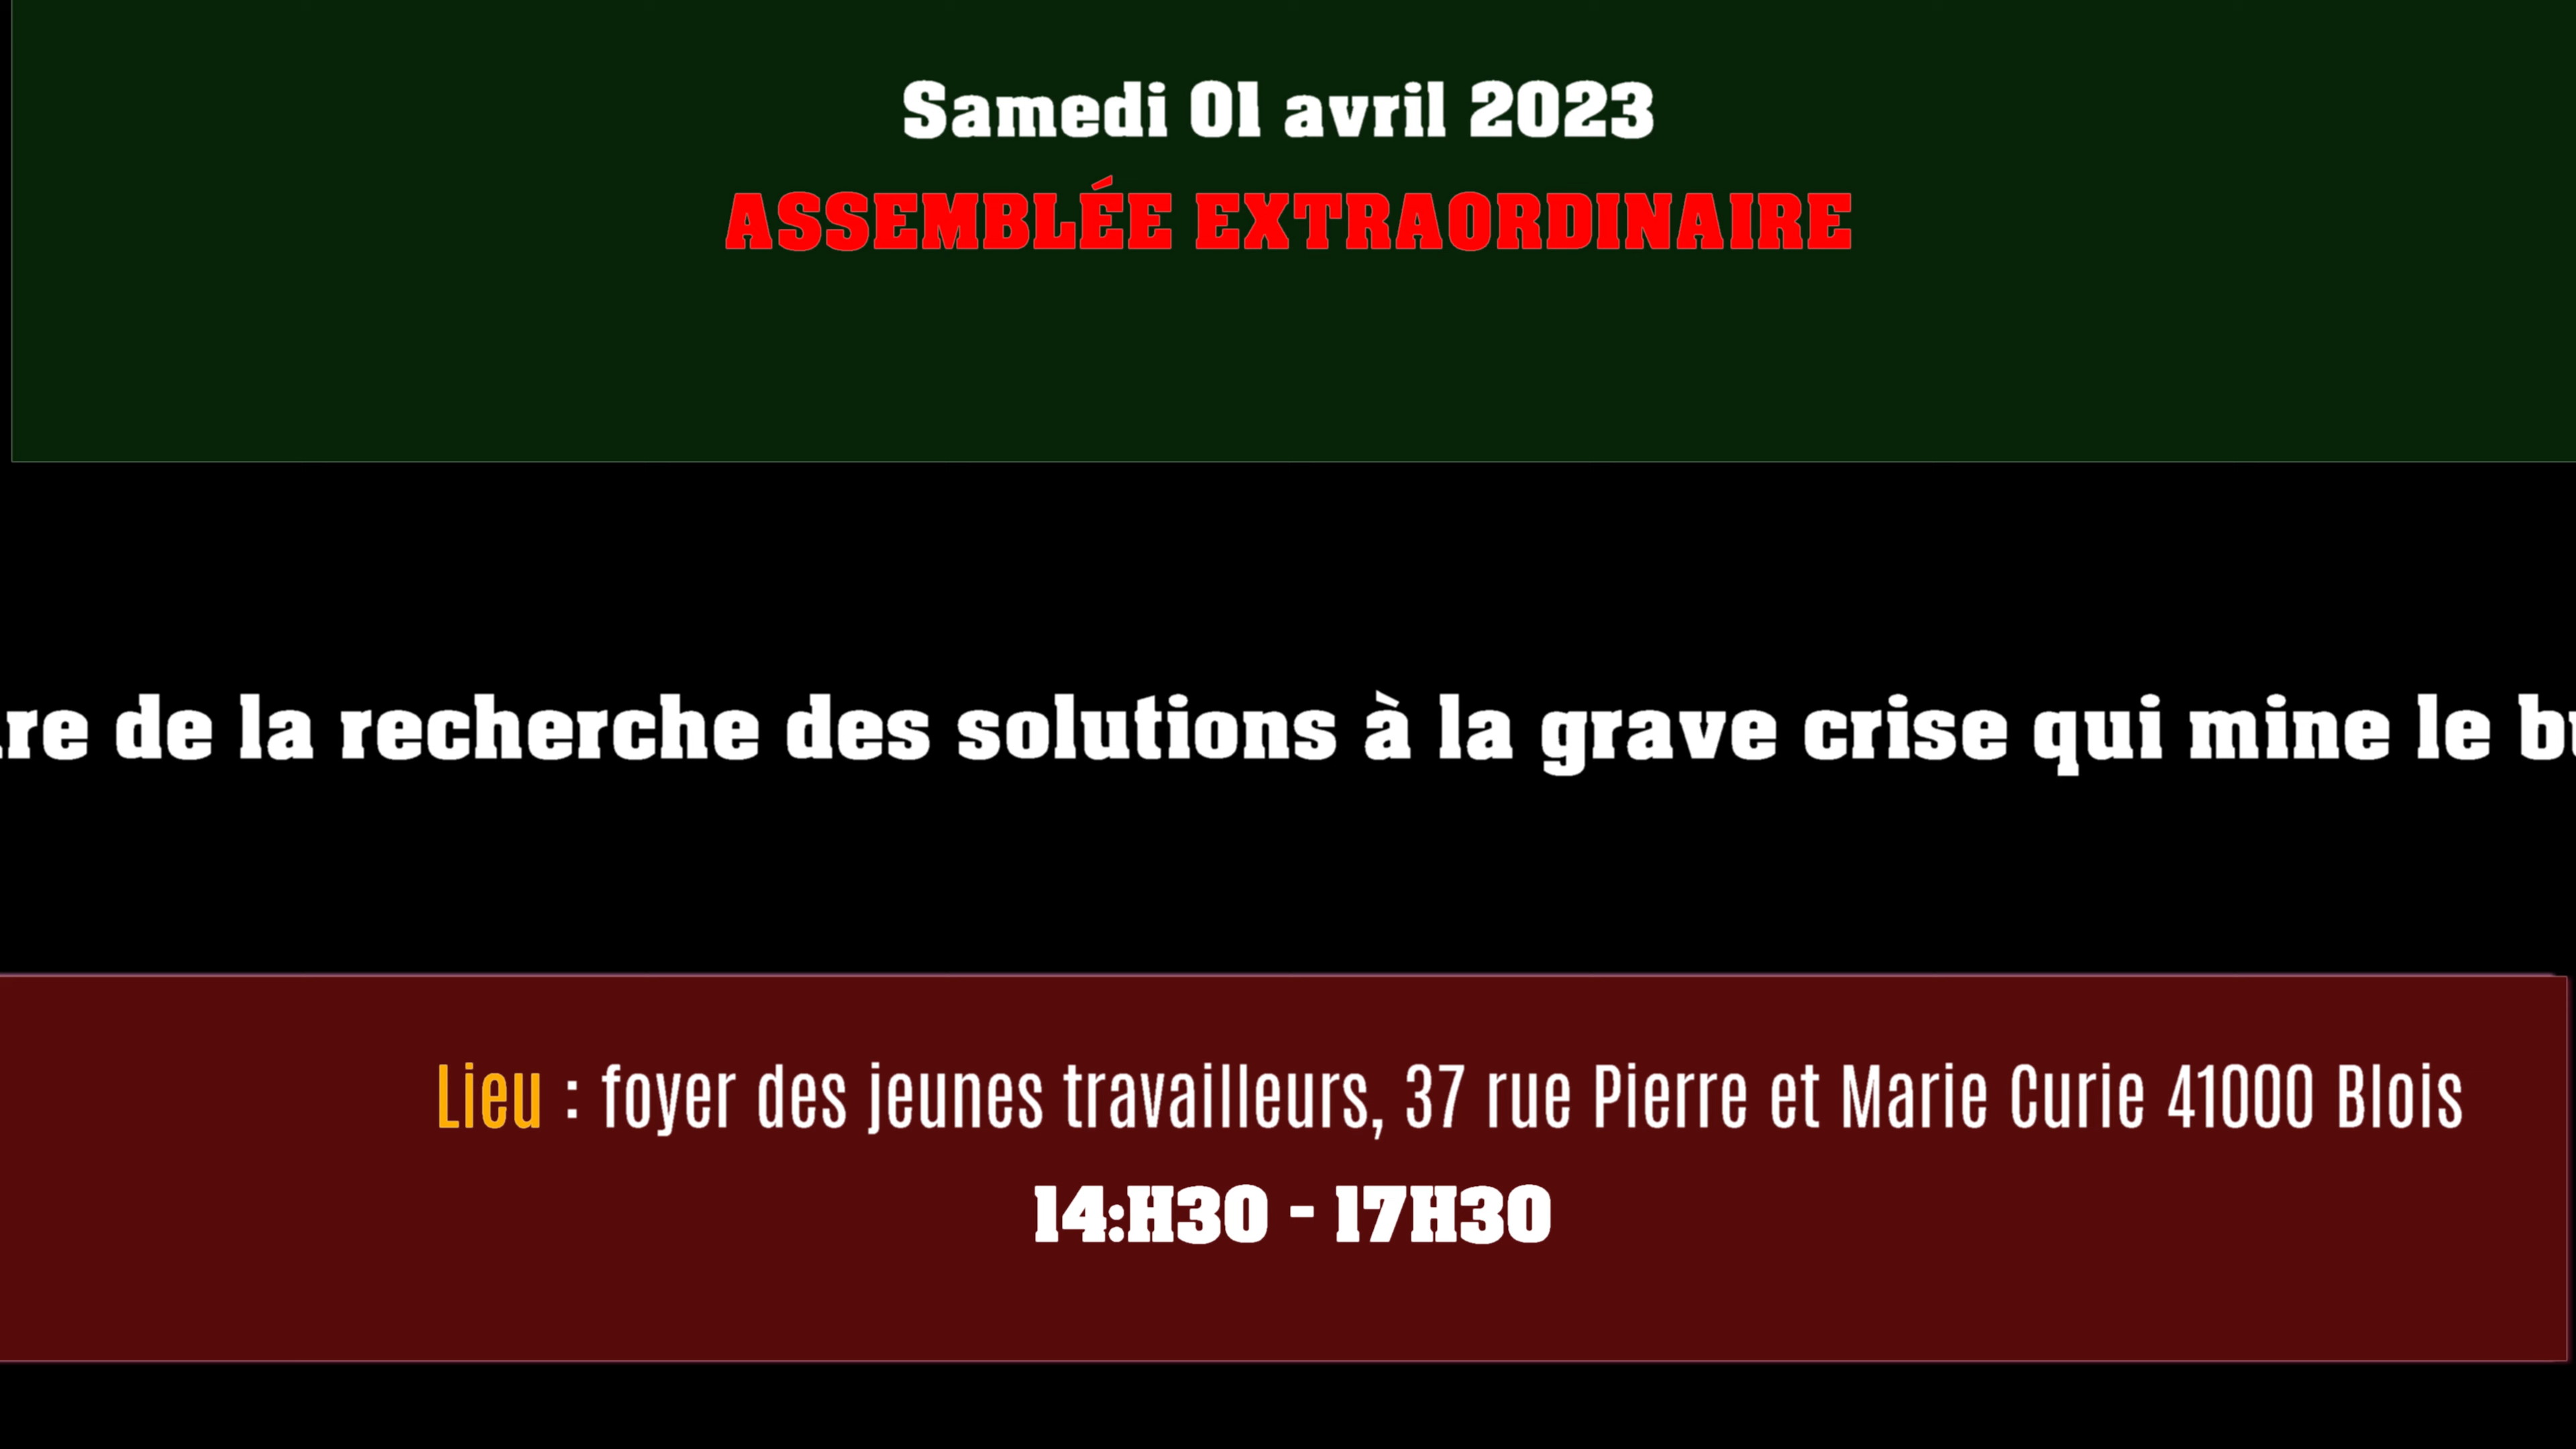 Samedi 01 avril 2023
ASSEMBLÉE EXTRAORDINAIRE
de la recherche des solutions à la grave crise qui mine le
Lieu : foyer des jeunes travailleurs, 37 rue Pierre et Marie Curie 41000 Blois
14:H30 - 17H30